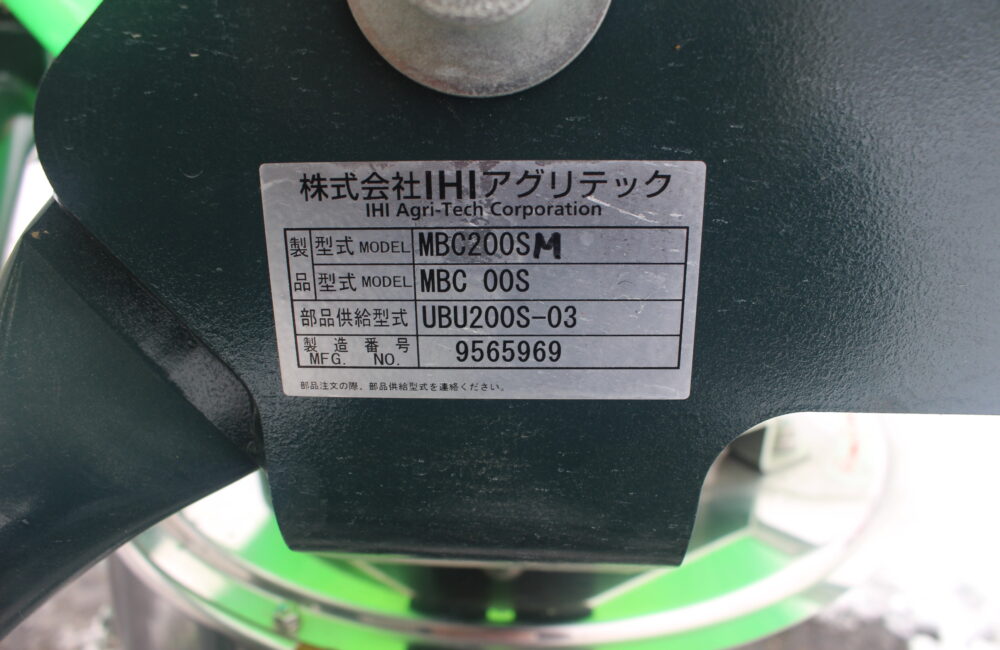 株式会社IHIアグリテック
IHI Agri-Tech Corporation
製品 型式 MODEL MBC200SM
型式 MODEL MBC 00S
部品供給型式 UBU200S-03
製造番号 MFG. NO. 9565969
部品注文の際、部品供給型式を連絡ください。